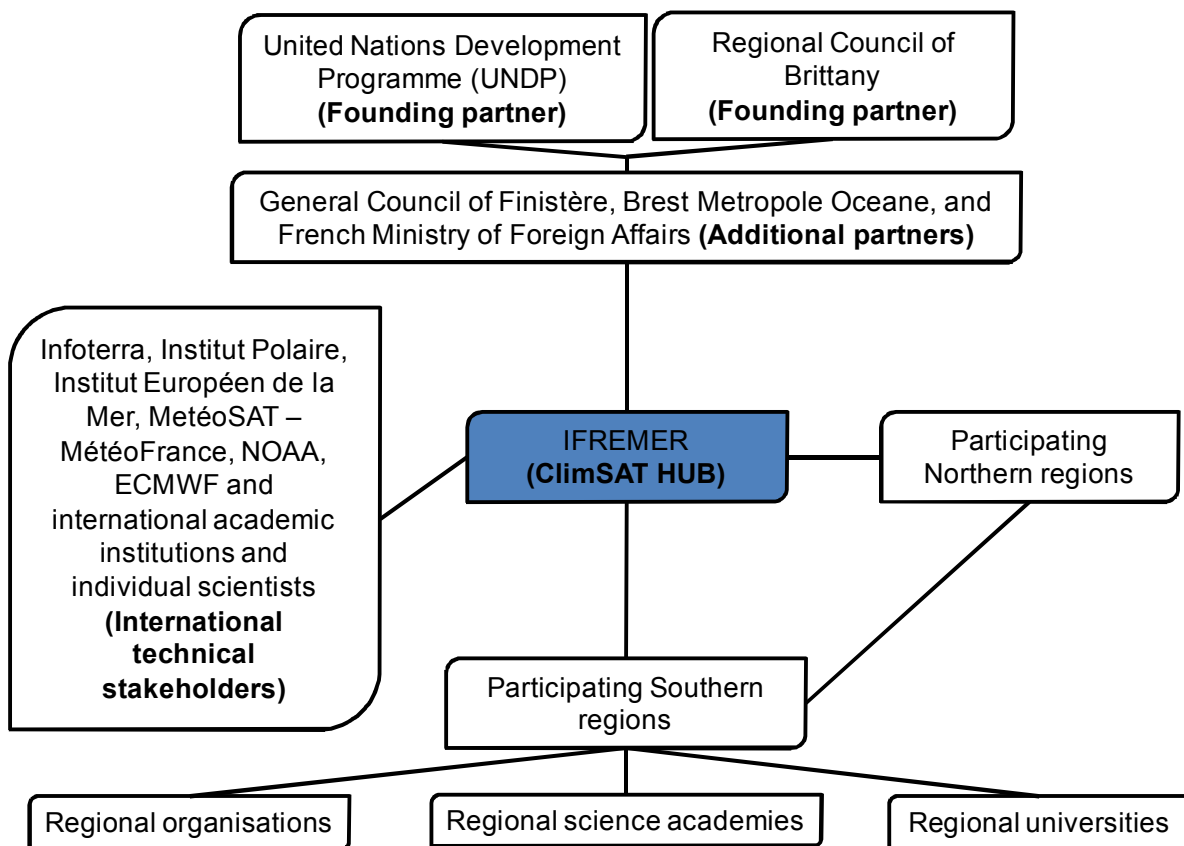 United Nations Development
Programme (UNDP)
(Founding partner)
Regional Council of
Brittany
(Founding partner)
General Council of Finistère, Brest Metropole Oceane, and
French Ministry of Foreign Affairs (Additional partners)
Infoterra, Institut Polaire,
Institut Européen de la
Mer, MetéoSAT –
MétéoFrance, NOAA,
ECMWF and
international academic
institutions and
individual scientists
(International
technical
stakeholders)
IFREMER
(ClimSAT HUB)
Participating
Northern regions
Participating Southern
regions
Regional organisations
Regional science academies
Regional universities